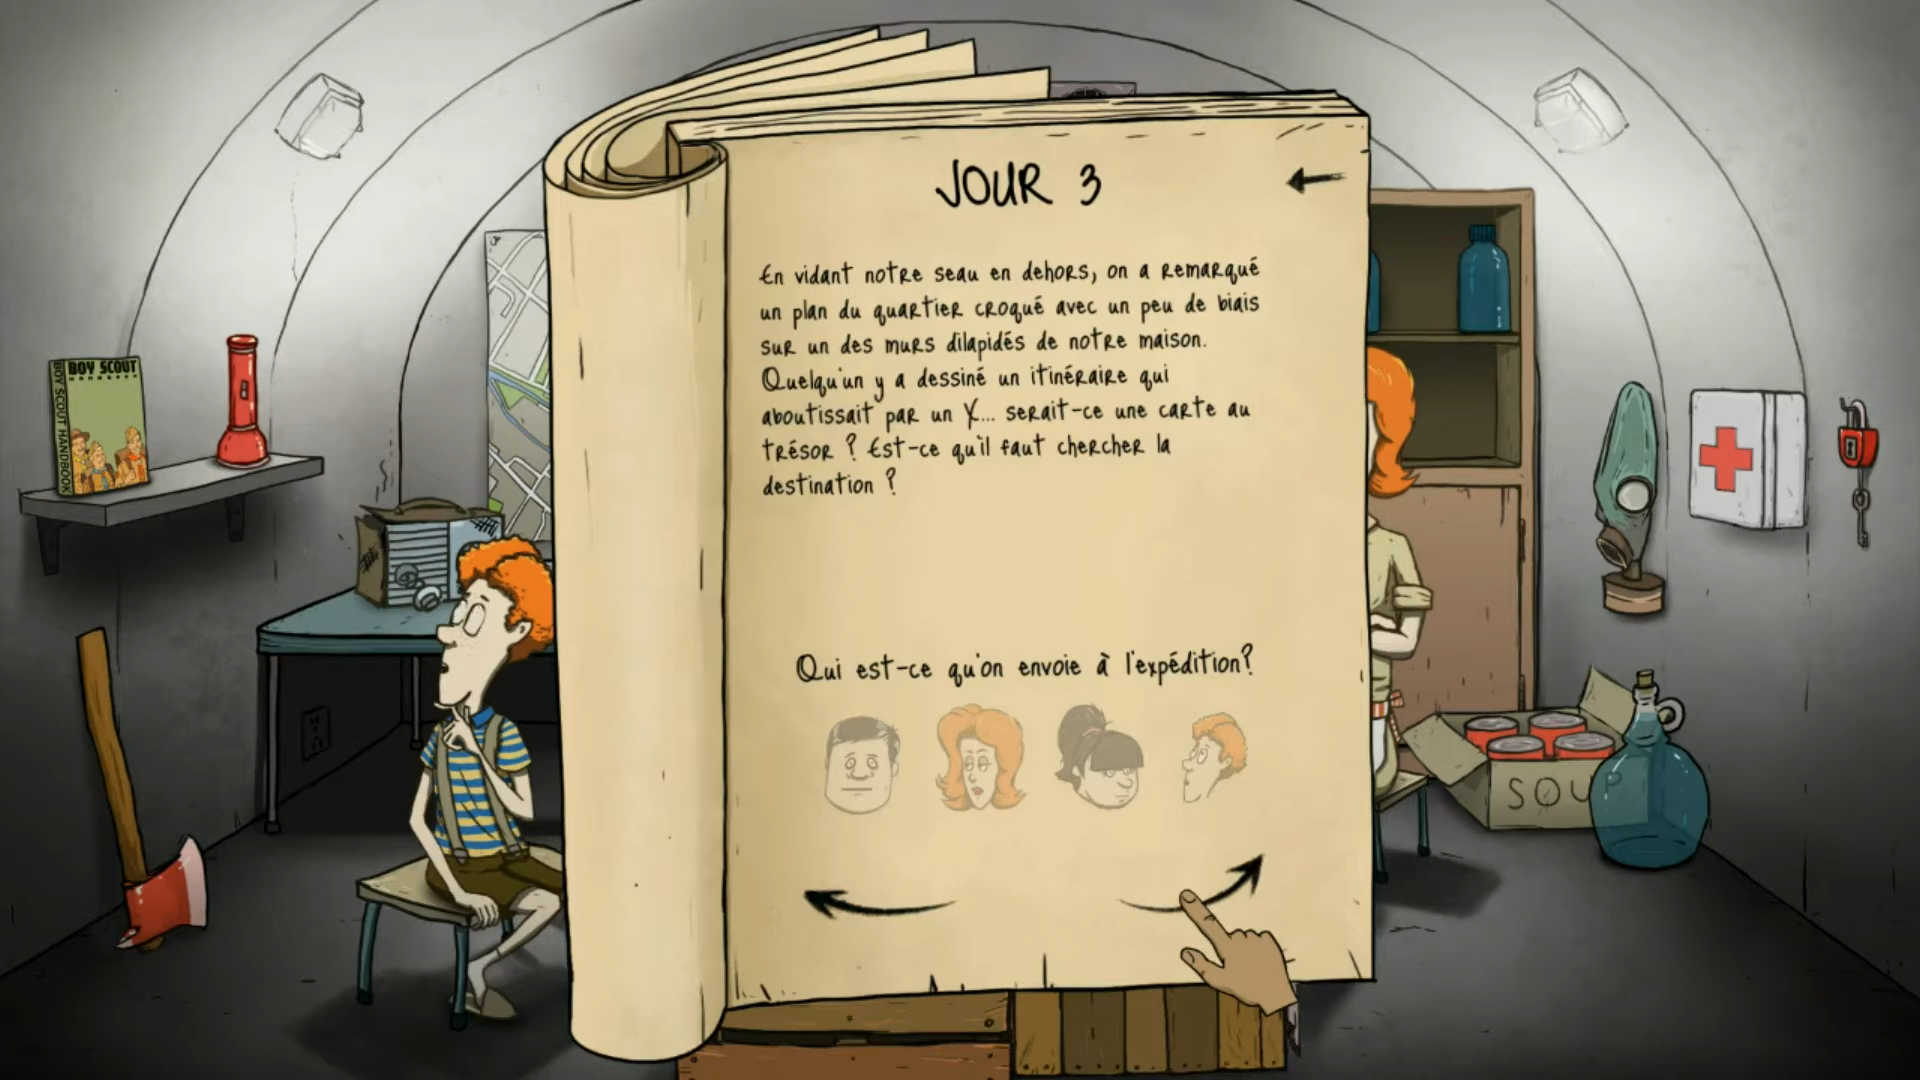 JOUR 3
En vidant notre seau en dehors, on a remarqué
un plan du quartier croqué avec un peu de biais
sur un des murs dilapidés de notre maison.
Quelqu'un y a dessiné un itinéraire qui
aboutissait par un X... serait-ce une carte au
trésor ? Est-ce qu'il faut chercher la
destination ?
Qui est-ce qu'on envoie à l'expédition?
BOY SCOUT
HANDBOOK
BOY SCOUT HANDBOOK
SOU